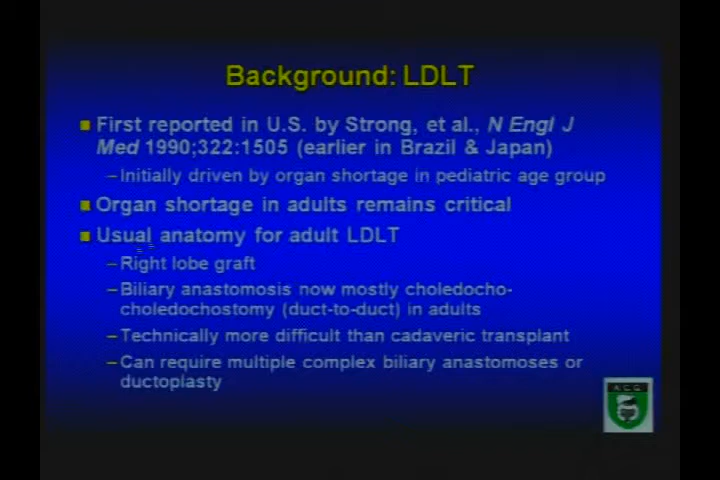 Background: LDLT
■ First reported in U.S. by Strong, et al., N Engl J
Med 1990;322:1505 (earlier in Brazil & Japan)
–Initially driven by organ shortage in pediatric age group
■ Organ shortage in adults remains critical
■ Usual anatomy for adult LDLT
–Right lobe graft
–Biliary anastomosis now mostly choledocho-
choledochostomy (duct-to-duct) in adults
–Technically more difficult than cadaveric transplant
–Can require multiple complex biliary anastomoses or
ductoplasty
A.C.G